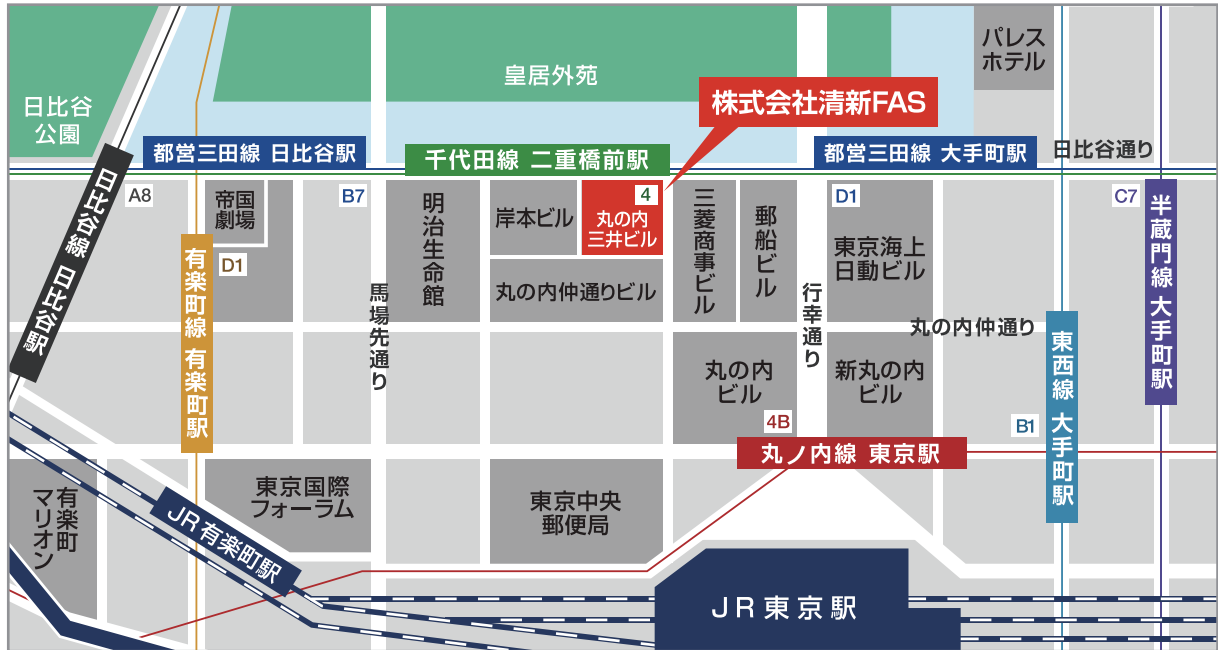 パレス
ホテル
皇居外苑
日比谷
公園
株式会社清新FAS
都営三田線 日比谷駅
千代田線 二重橋前駅
都営三田線 大手町駅
日比谷通り
日比谷線 日比谷駅
A8
帝国
劇場
B7
明治生命館
岸本ビル
4
丸の内
三井ビル
三菱商事ビル
郵船ビル
D1
東京海上
日動ビル
C7
半蔵門線 大手町駅
有楽町線 有楽町駅
D1
馬場先通り
丸の内仲通りビル
行幸通り
丸の内仲通り
東西線 大手町駅
丸の内
ビル
新丸の内
ビル
4B
B1
丸ノ内線 東京駅
有楽町
マリオン
東京国際
フォーラム
東京中央
郵便局
JR有楽町駅
JR東京駅